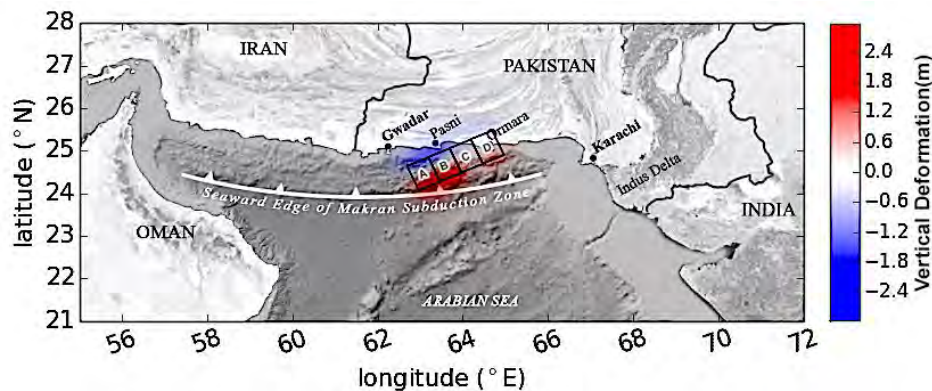 28
27
26
25
24
23
22
21
latitude (°N)
IRAN
PAKISTAN
Gwadar
Pasni
Ormara
Karachi
A
B
C
D
Indus Delta
Seaward Edge of Makran Subduction Zone
OMAN
INDIA
ARABIAN SEA
56
58
60
62
64
66
68
70
72
longitude (°E)
2.4
1.8
1.2
0.6
0.0
−0.6
−1.2
−1.8
−2.4
Vertical Deformation(m)